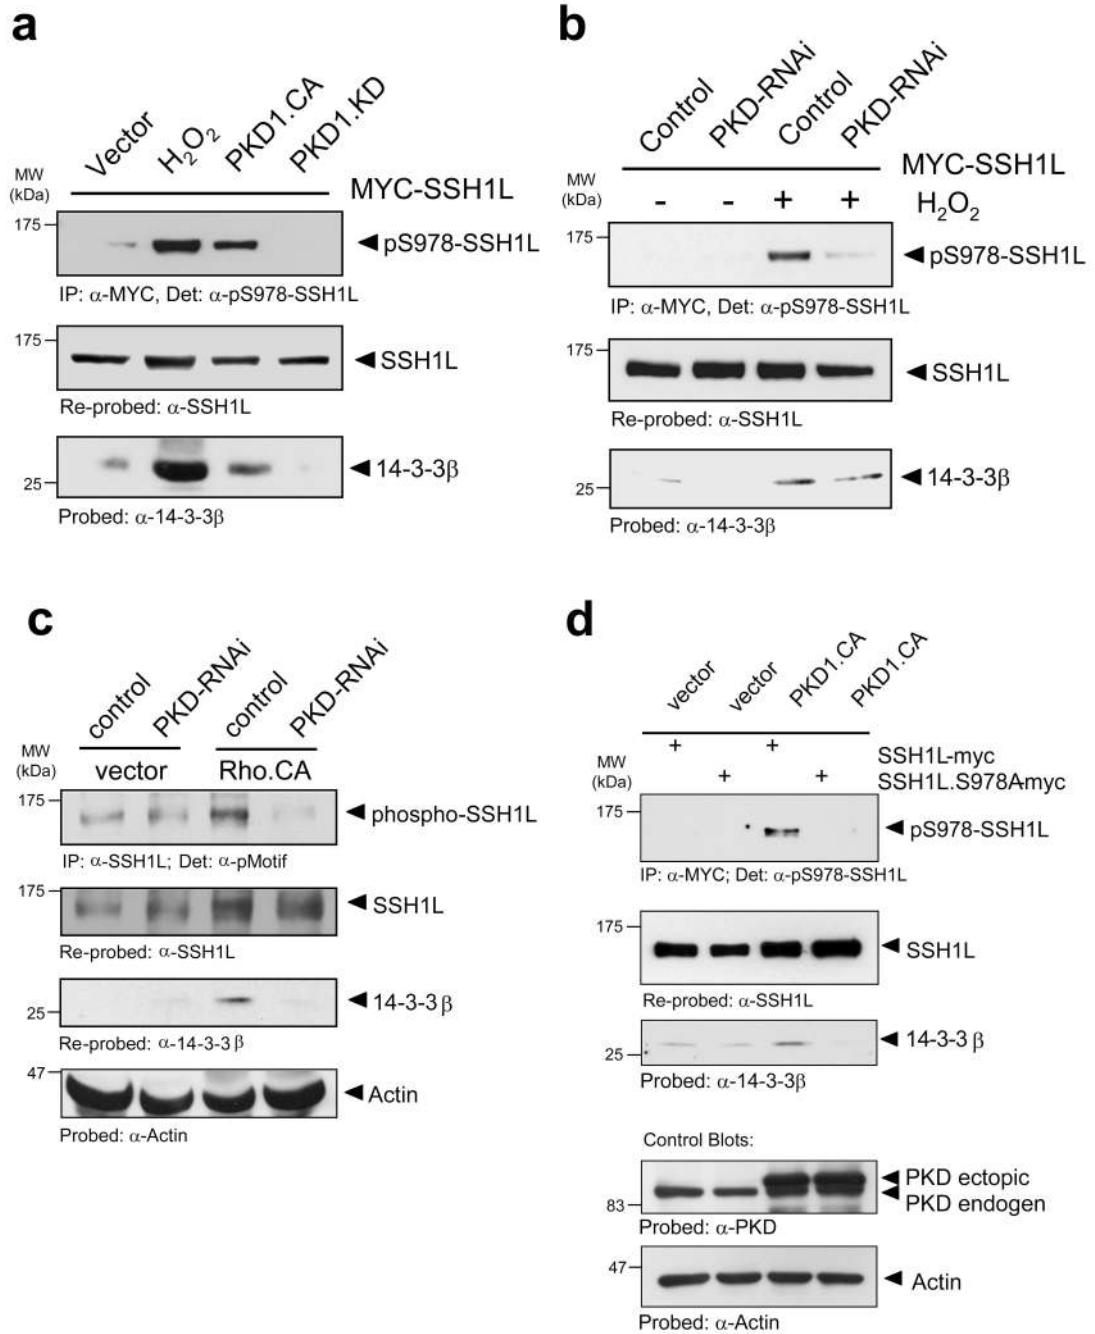 a
Vector
H2O2
PKD1.CA
PKD1.KD
MW
(kDa)
MYC-SSH1L
175
pS978-SSH1L
IP: α-MYC, Det: α-pS978-SSH1L
175
SSH1L
Re-probed: α-SSH1L
14-3-3β
25
Probed: α-14-3-3β
b
Control
PKD-RNAi
Control
PKD-RNAi
MW
(kDa)
MYC-SSH1L
- - + + H2O2
175
pS978-SSH1L
IP: α-MYC, Det: α-pS978-SSH1L
175
SSH1L
Re-probed: α-SSH1L
14-3-3β
25
Probed: α-14-3-3β
c
control
PKD-RNAi
control
PKD-RNAi
MW
(kDa)
vector Rho.CA
175
phospho-SSH1L
IP: α-SSH1L; Det: α-pMotif
175
SSH1L
Re-probed: α-SSH1L
14-3-3 β
25
Re-probed: α-14-3-3 β
47
Actin
Probed: α-Actin
d
vector
vector
PKD1.CA
PKD1.CA
MW
(kDa)
+ + SSH1L-myc
+ + SSH1L.S978A-myc
175
pS978-SSH1L
IP: α-MYC; Det: α-pS978-SSH1L
175
SSH1L
Re-probed: α-SSH1L
14-3-3 β
25
Probed: α-14-3-3β
Control Blots:
PKD ectopic
PKD endogen
83
Probed: α-PKD
47
Actin
Probed: α-Actin